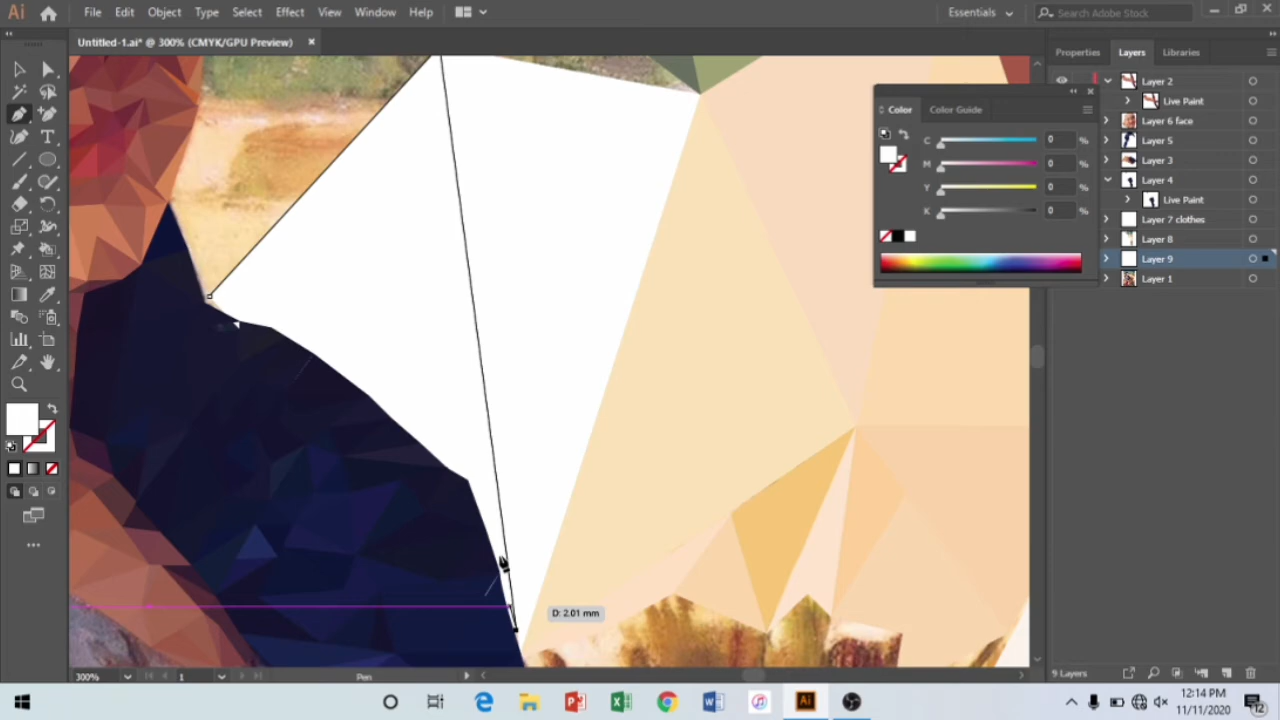 Ai File Edit Object Type Select Effect View Window Help Essentials Search Adobe Stock
Untitled-1.ai* @ 300% (CMYK/GPU Preview)
Properties Layers Libraries
Layer 2
Live Paint
Layer 6 face
Layer 5
Layer 3
Layer 4
Live Paint
Layer 7 clothes
Layer 8
Layer 9
Layer 1
Color Color Guide
C 0 %
M 0 %
Y 0 %
K 0 %
T
D: 2.01 mm
300% 1 Pen
9 Layers
Ai
12:14 PM
11/11/2020
12